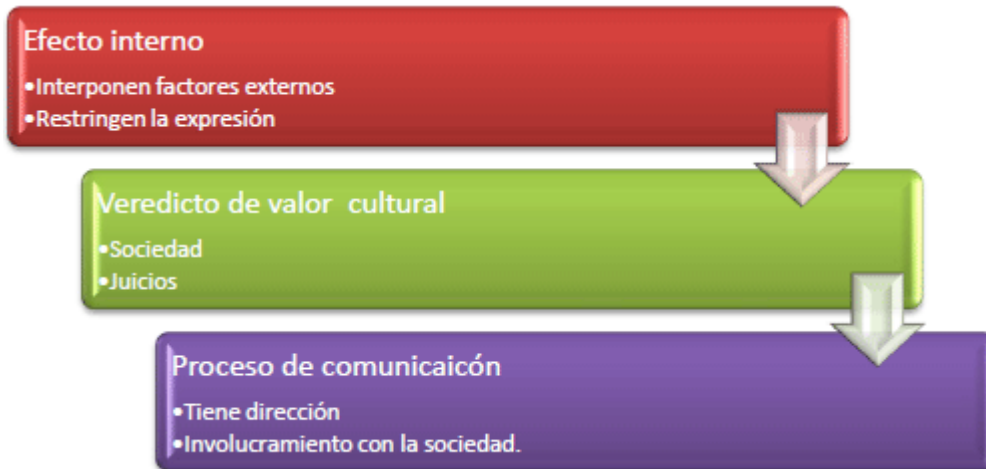 Efecto interno
•Interponen factores externos
•Restringen la expresión
Veredicto de valor cultural
•Sociedad
•Juicios
Proceso de comunicaicón
•Tiene dirección
•Involucramiento con la sociedad.